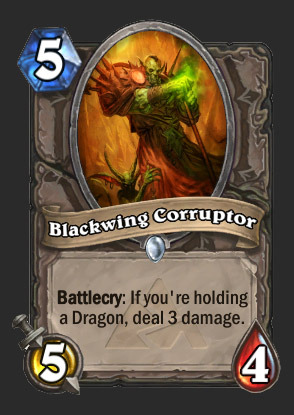 5
Blackwing Corruptor
Battlecry: If you're holding
a Dragon, deal 3 damage.
5
4